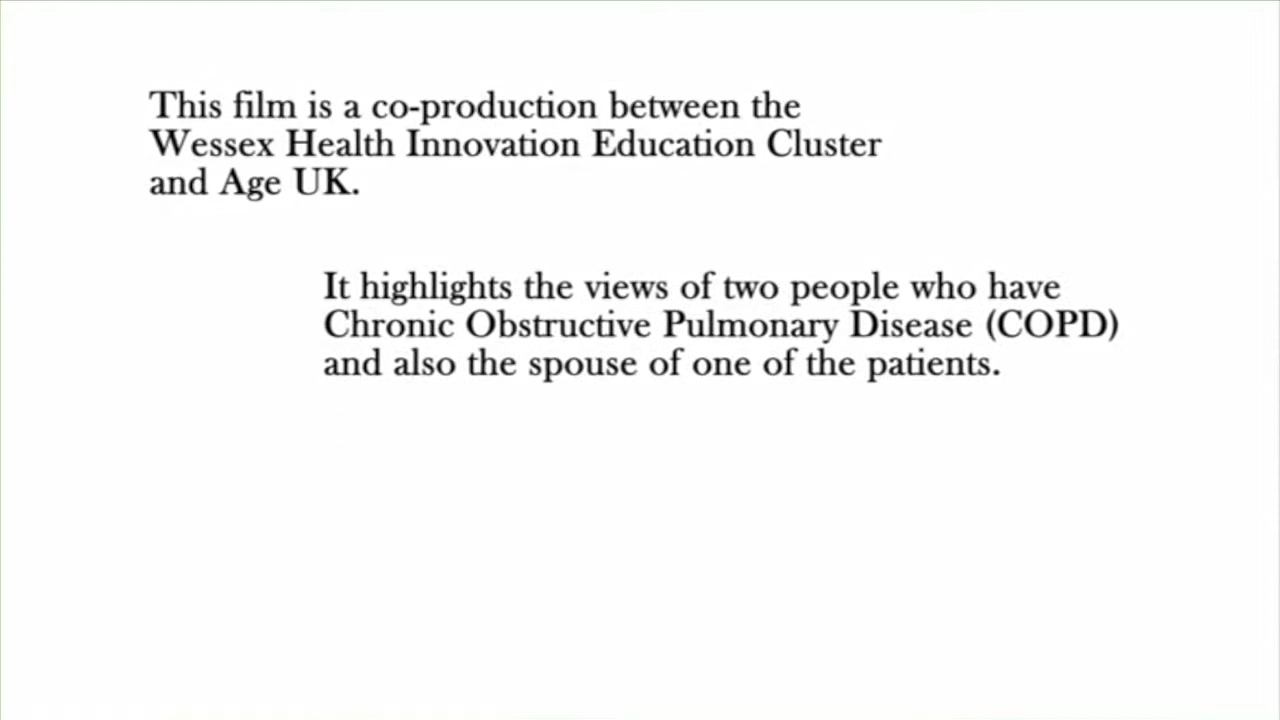 This film is a co-production between the
Wessex Health Innovation Education Cluster
and Age UK.
It highlights the views of two people who have
Chronic Obstructive Pulmonary Disease (COPD)
and also the spouse of one of the patients.